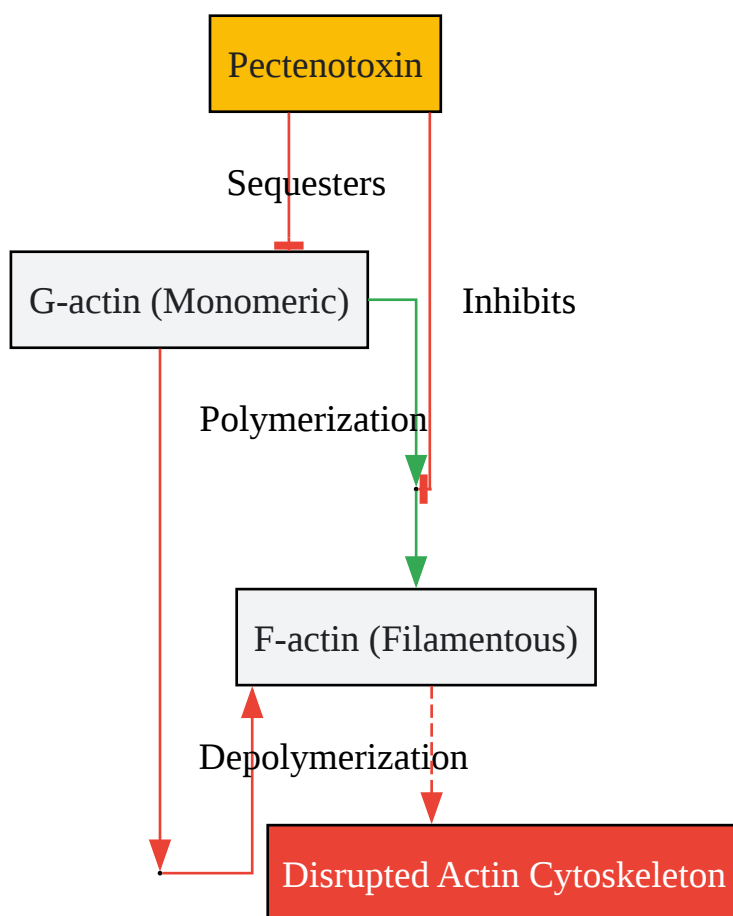 Pectenotoxin
Sequesters
G-actin (Monomeric)
Inhibits
Polymerization
F-actin (Filamentous)
Depolymerization
Disrupted Actin Cytoskeleton